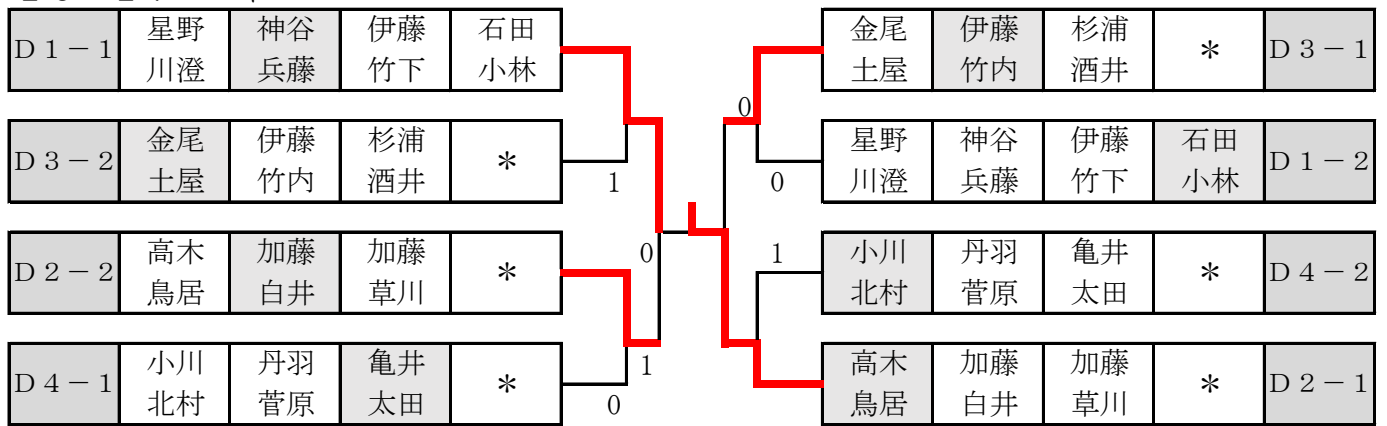 D1－1 星野 神谷 伊藤 石田
川澄 兵藤 竹下 小林
金尾 伊藤 杉浦 * D3－1
土屋 竹内 酒井
0
D3－2 金尾 伊藤 杉浦 *
土屋 竹内 酒井
1
星野 神谷 伊藤 石田 D1－2
川澄 兵藤 竹下 小林
0
D2－2 高木 加藤 加藤 *
鳥居 白井 草川
0
1
小川 丹羽 亀井 * D4－2
北村 菅原 太田
D4－1 小川 丹羽 亀井 *
北村 菅原 太田
1
0
高木 加藤 加藤 * D2－1
鳥居 白井 草川